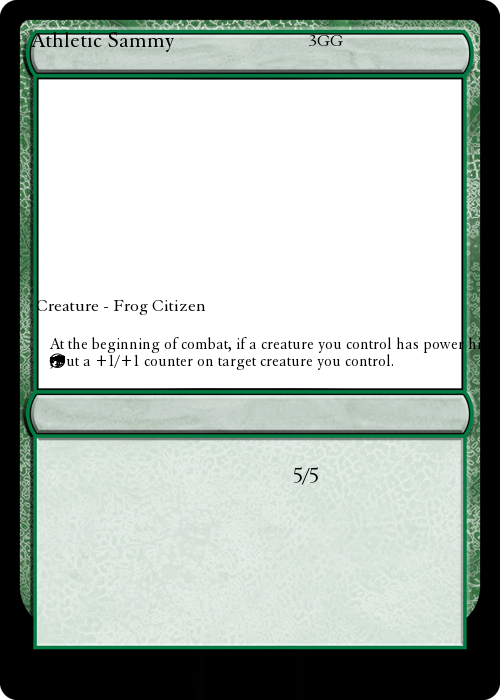 Athletic Sammy 3GG
Creature - Frog Citizen
At the beginning of combat, if a creature you control has power hi
ut a +1/+1 counter on target creature you control.
5/5